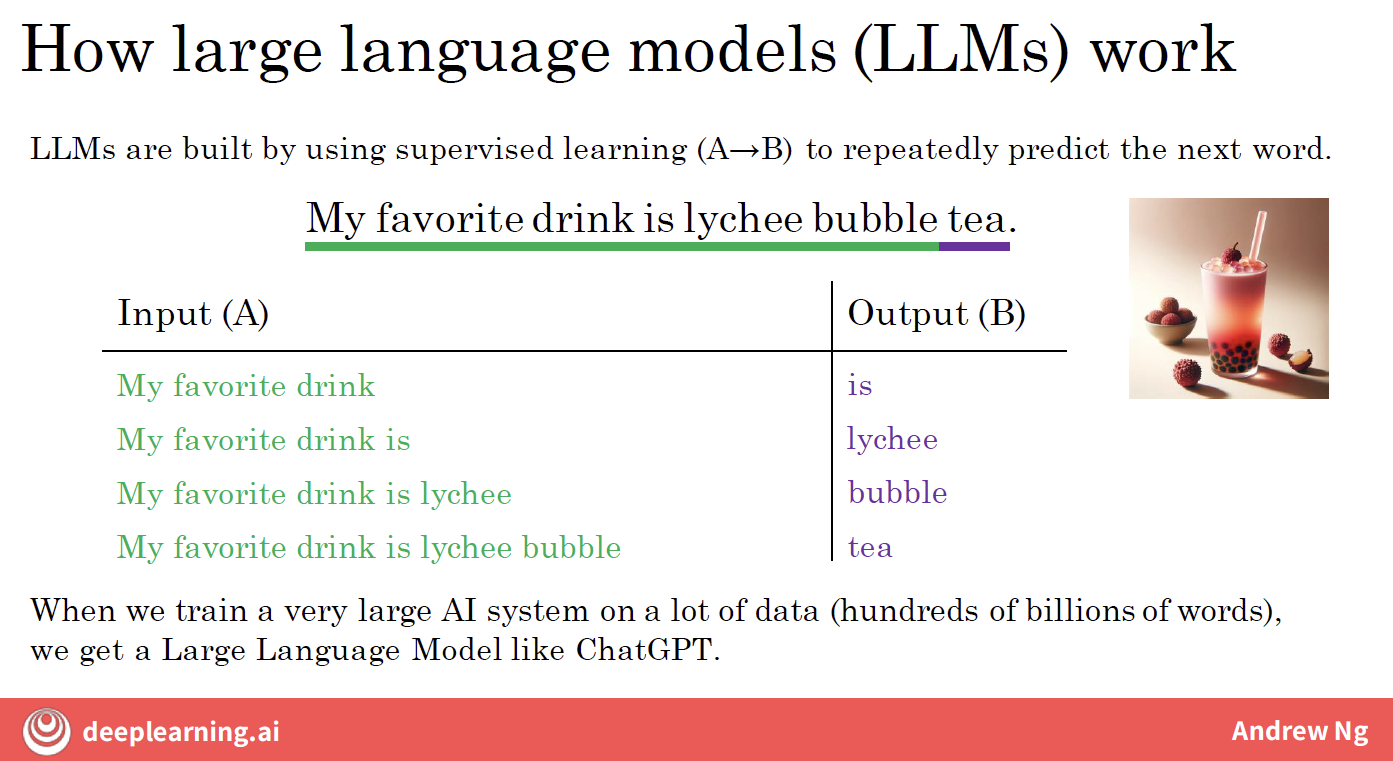 How large language models (LLMs) work
LLMs are built by using supervised learning (A→B) to repeatedly predict the next word.
My favorite drink is lychee bubble tea.
Input (A) Output (B)
My favorite drink is
My favorite drink is lychee
My favorite drink is lychee bubble
My favorite drink is lychee bubble tea
When we train a very large AI system on a lot of data (hundreds of billions of words),
we get a Large Language Model like ChatGPT.
deeplearning.ai Andrew Ng